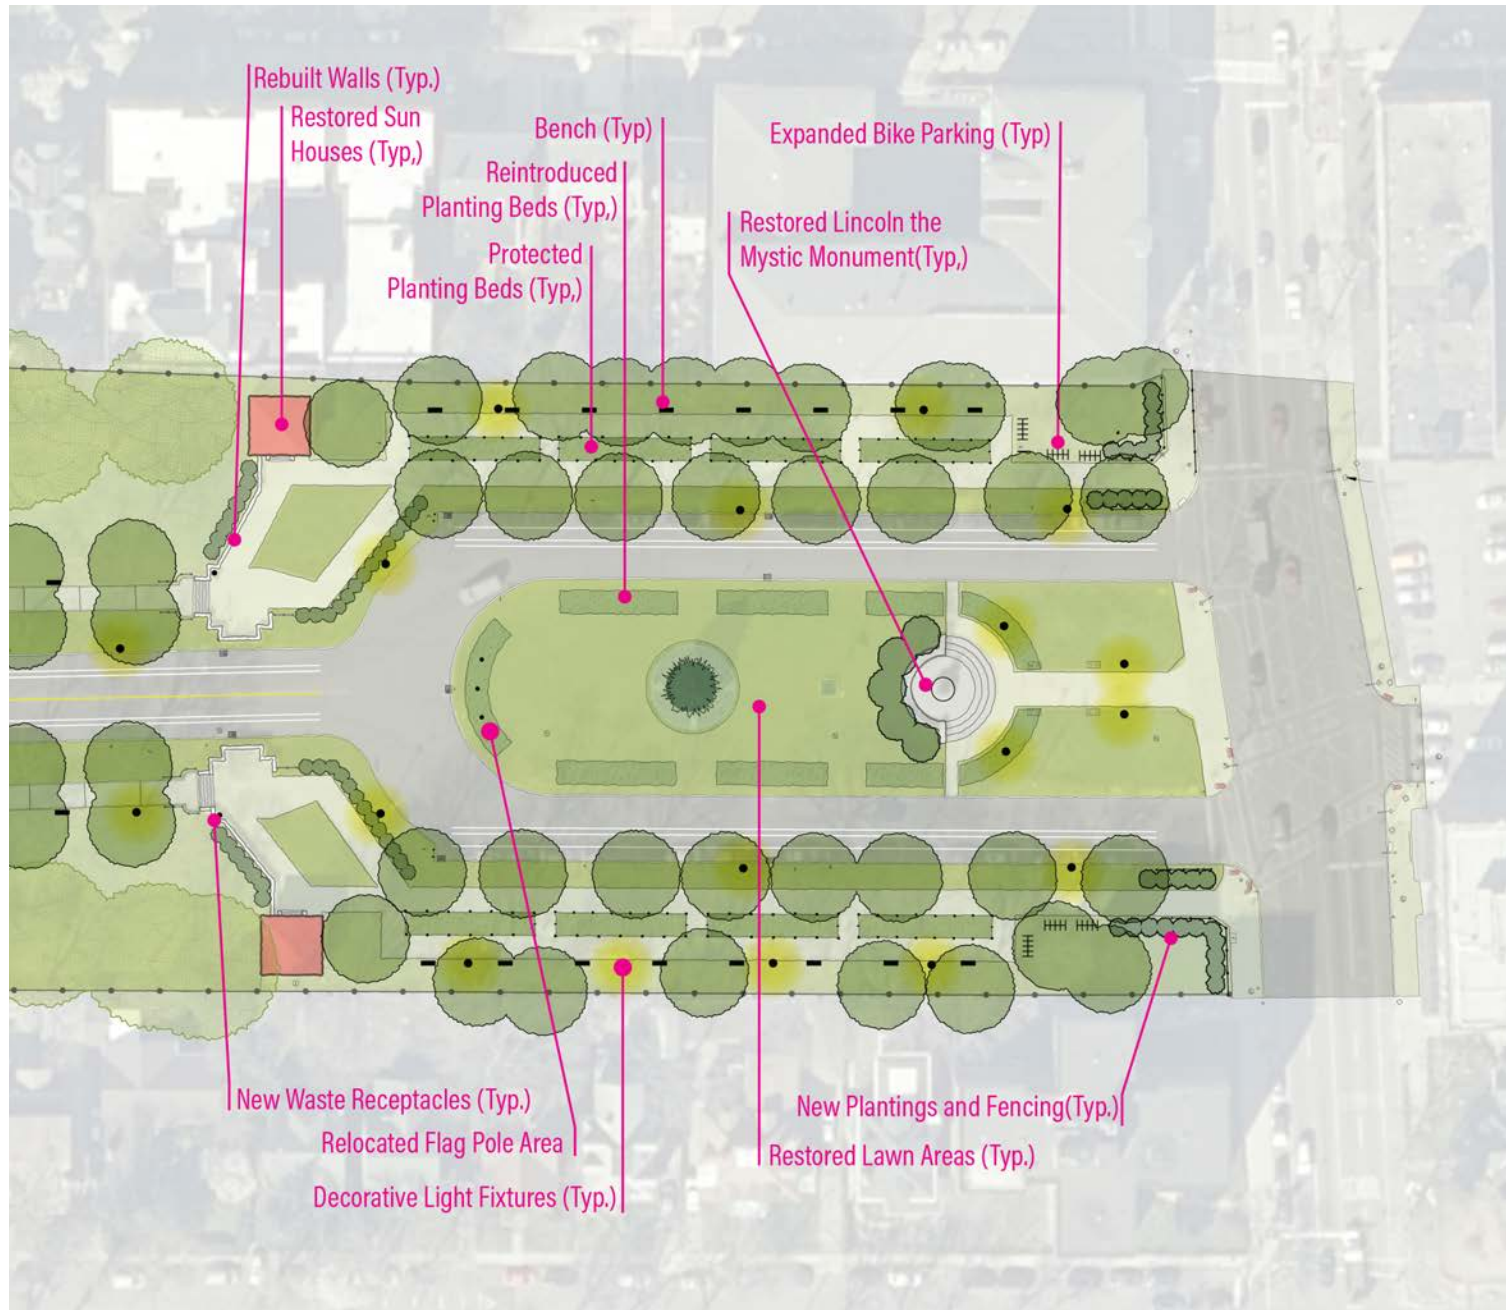 Rebuilt Walls (Typ.)
Restored Sun
Houses (Typ,)
Bench (Typ)
Expanded Bike Parking (Typ)
Reintroduced
Planting Beds (Typ,)
Restored Lincoln the
Mystic Monument(Typ,)
Protected
Planting Beds (Typ,)
New Waste Receptacles (Typ.)
New Plantings and Fencing(Typ.)
Relocated Flag Pole Area
Restored Lawn Areas (Typ.)
Decorative Light Fixtures (Typ.)